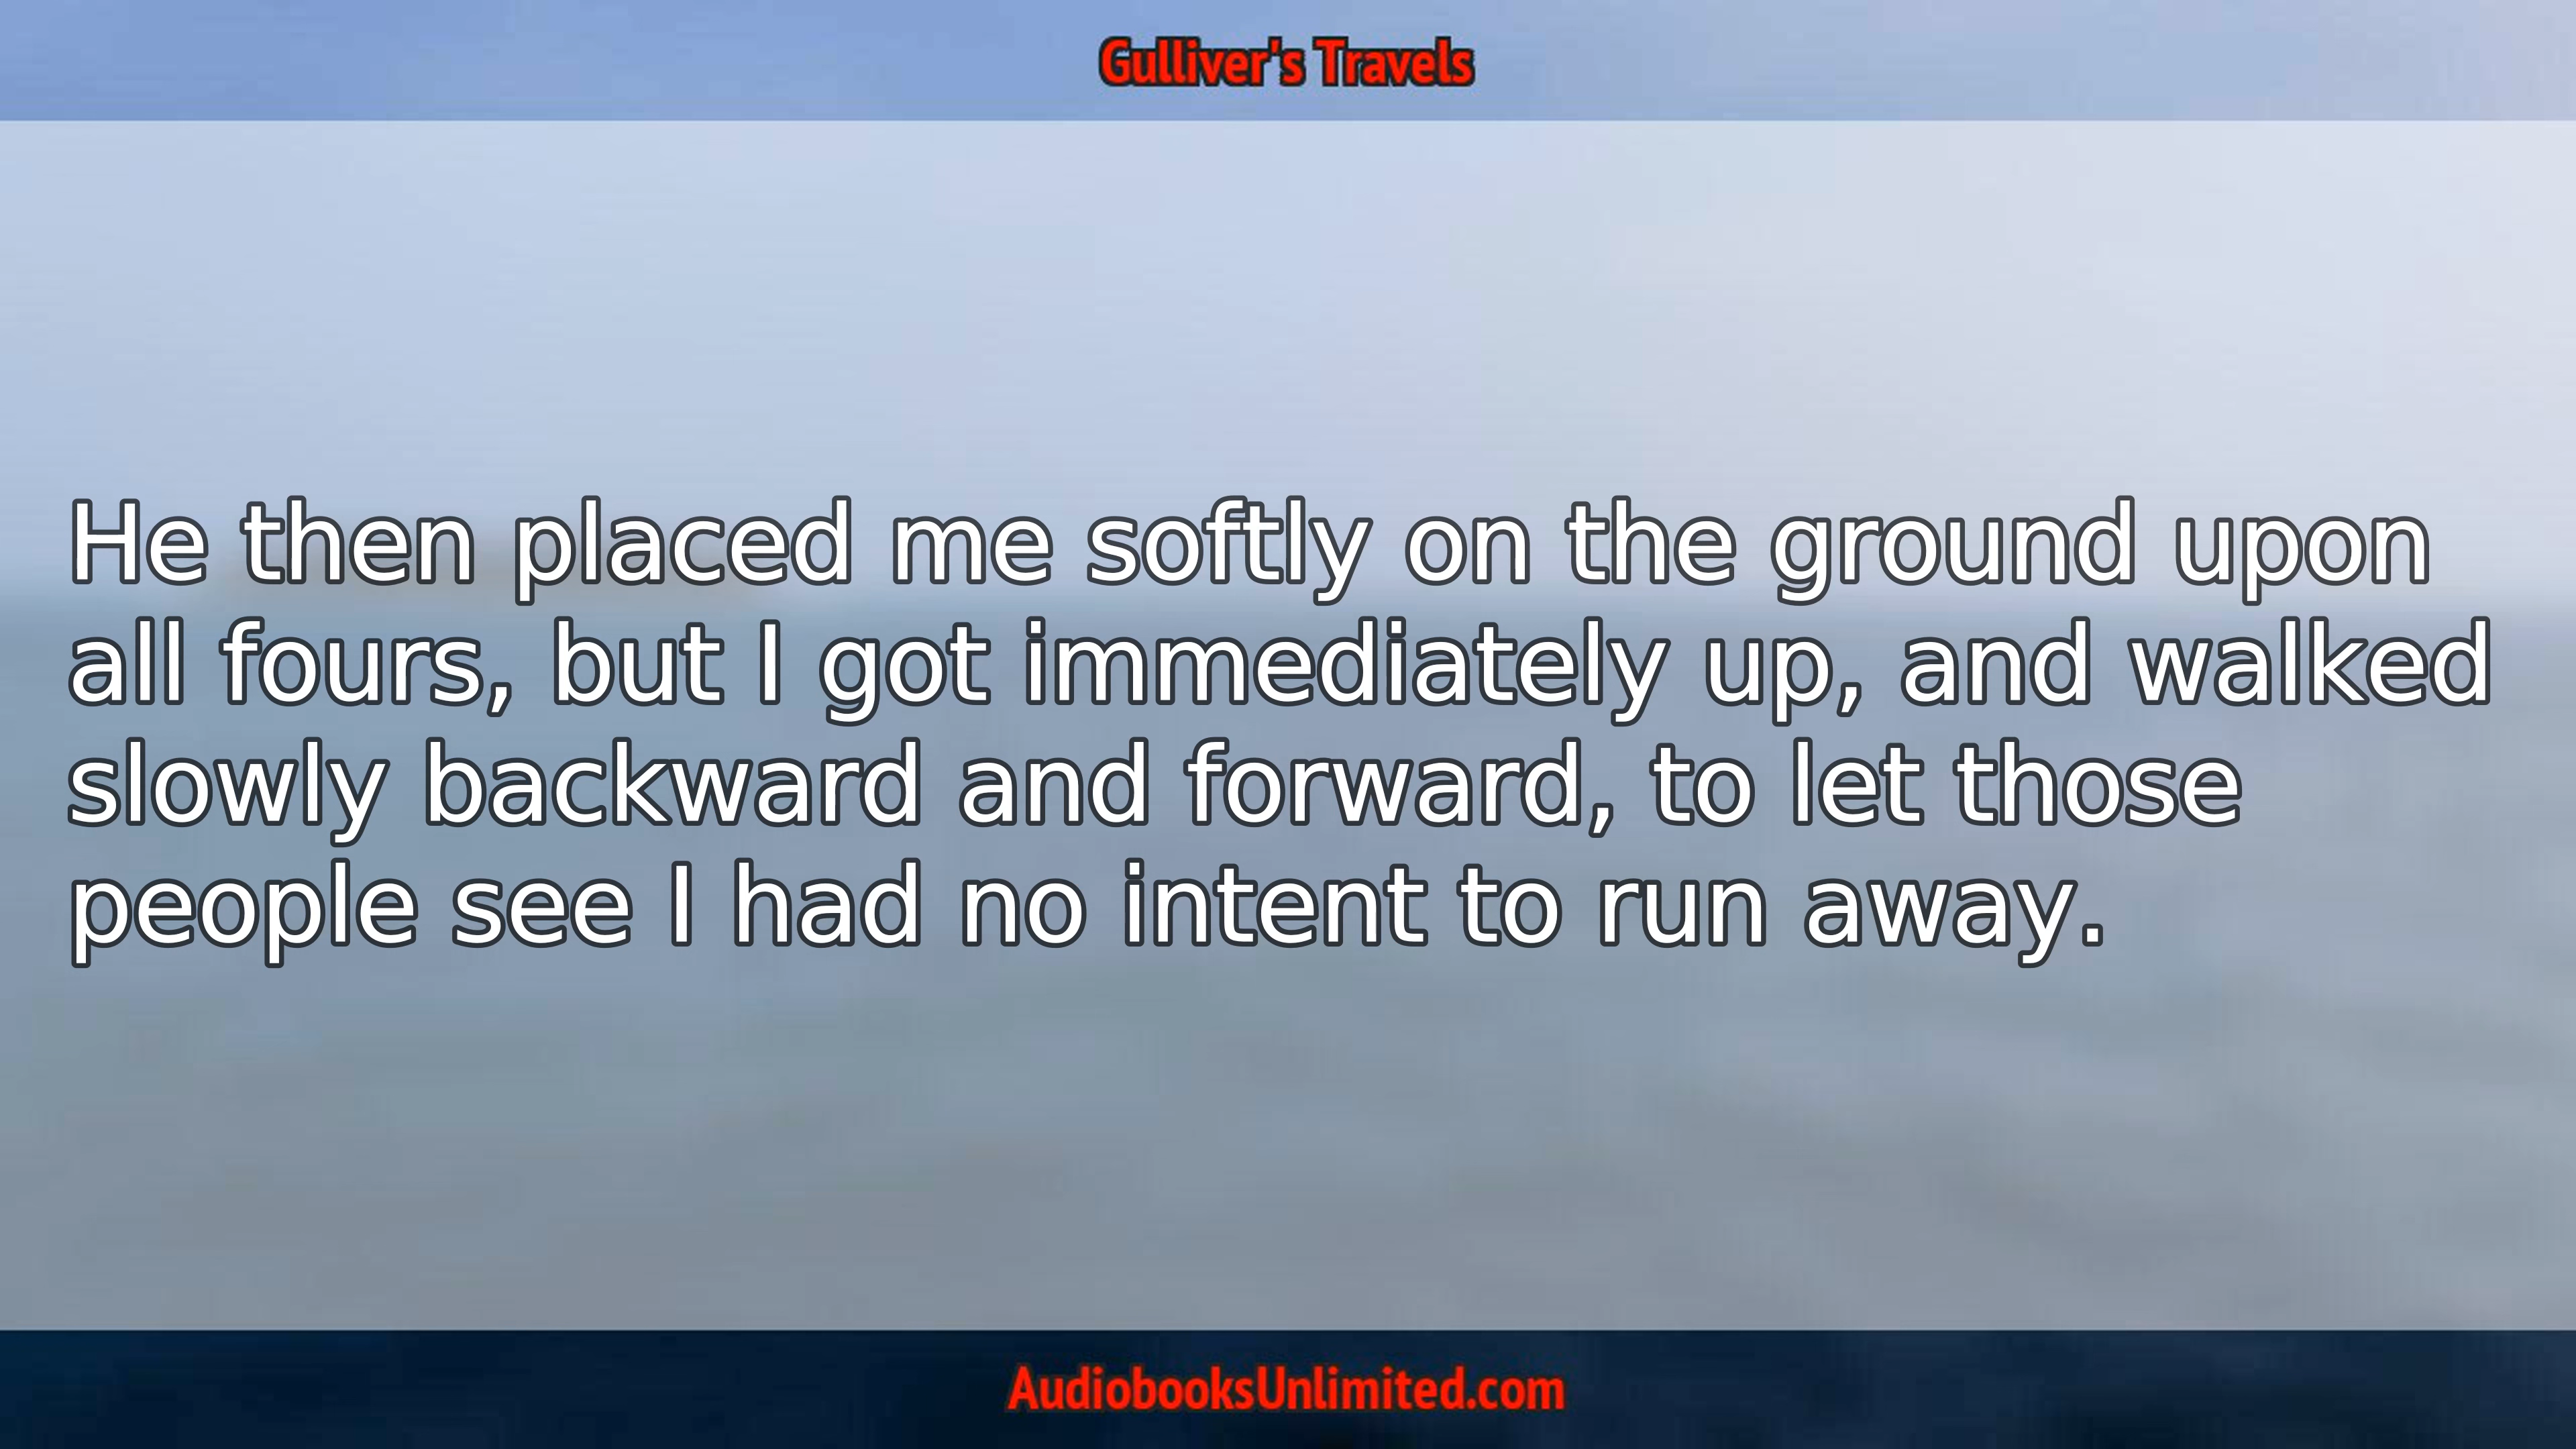 Gulliver's Travels
He then placed me softly on the ground upon
all fours, but I got immediately up, and walked
slowly backward and forward, to let those
people see I had no intent to run away.
AudiobooksUnlimited.com